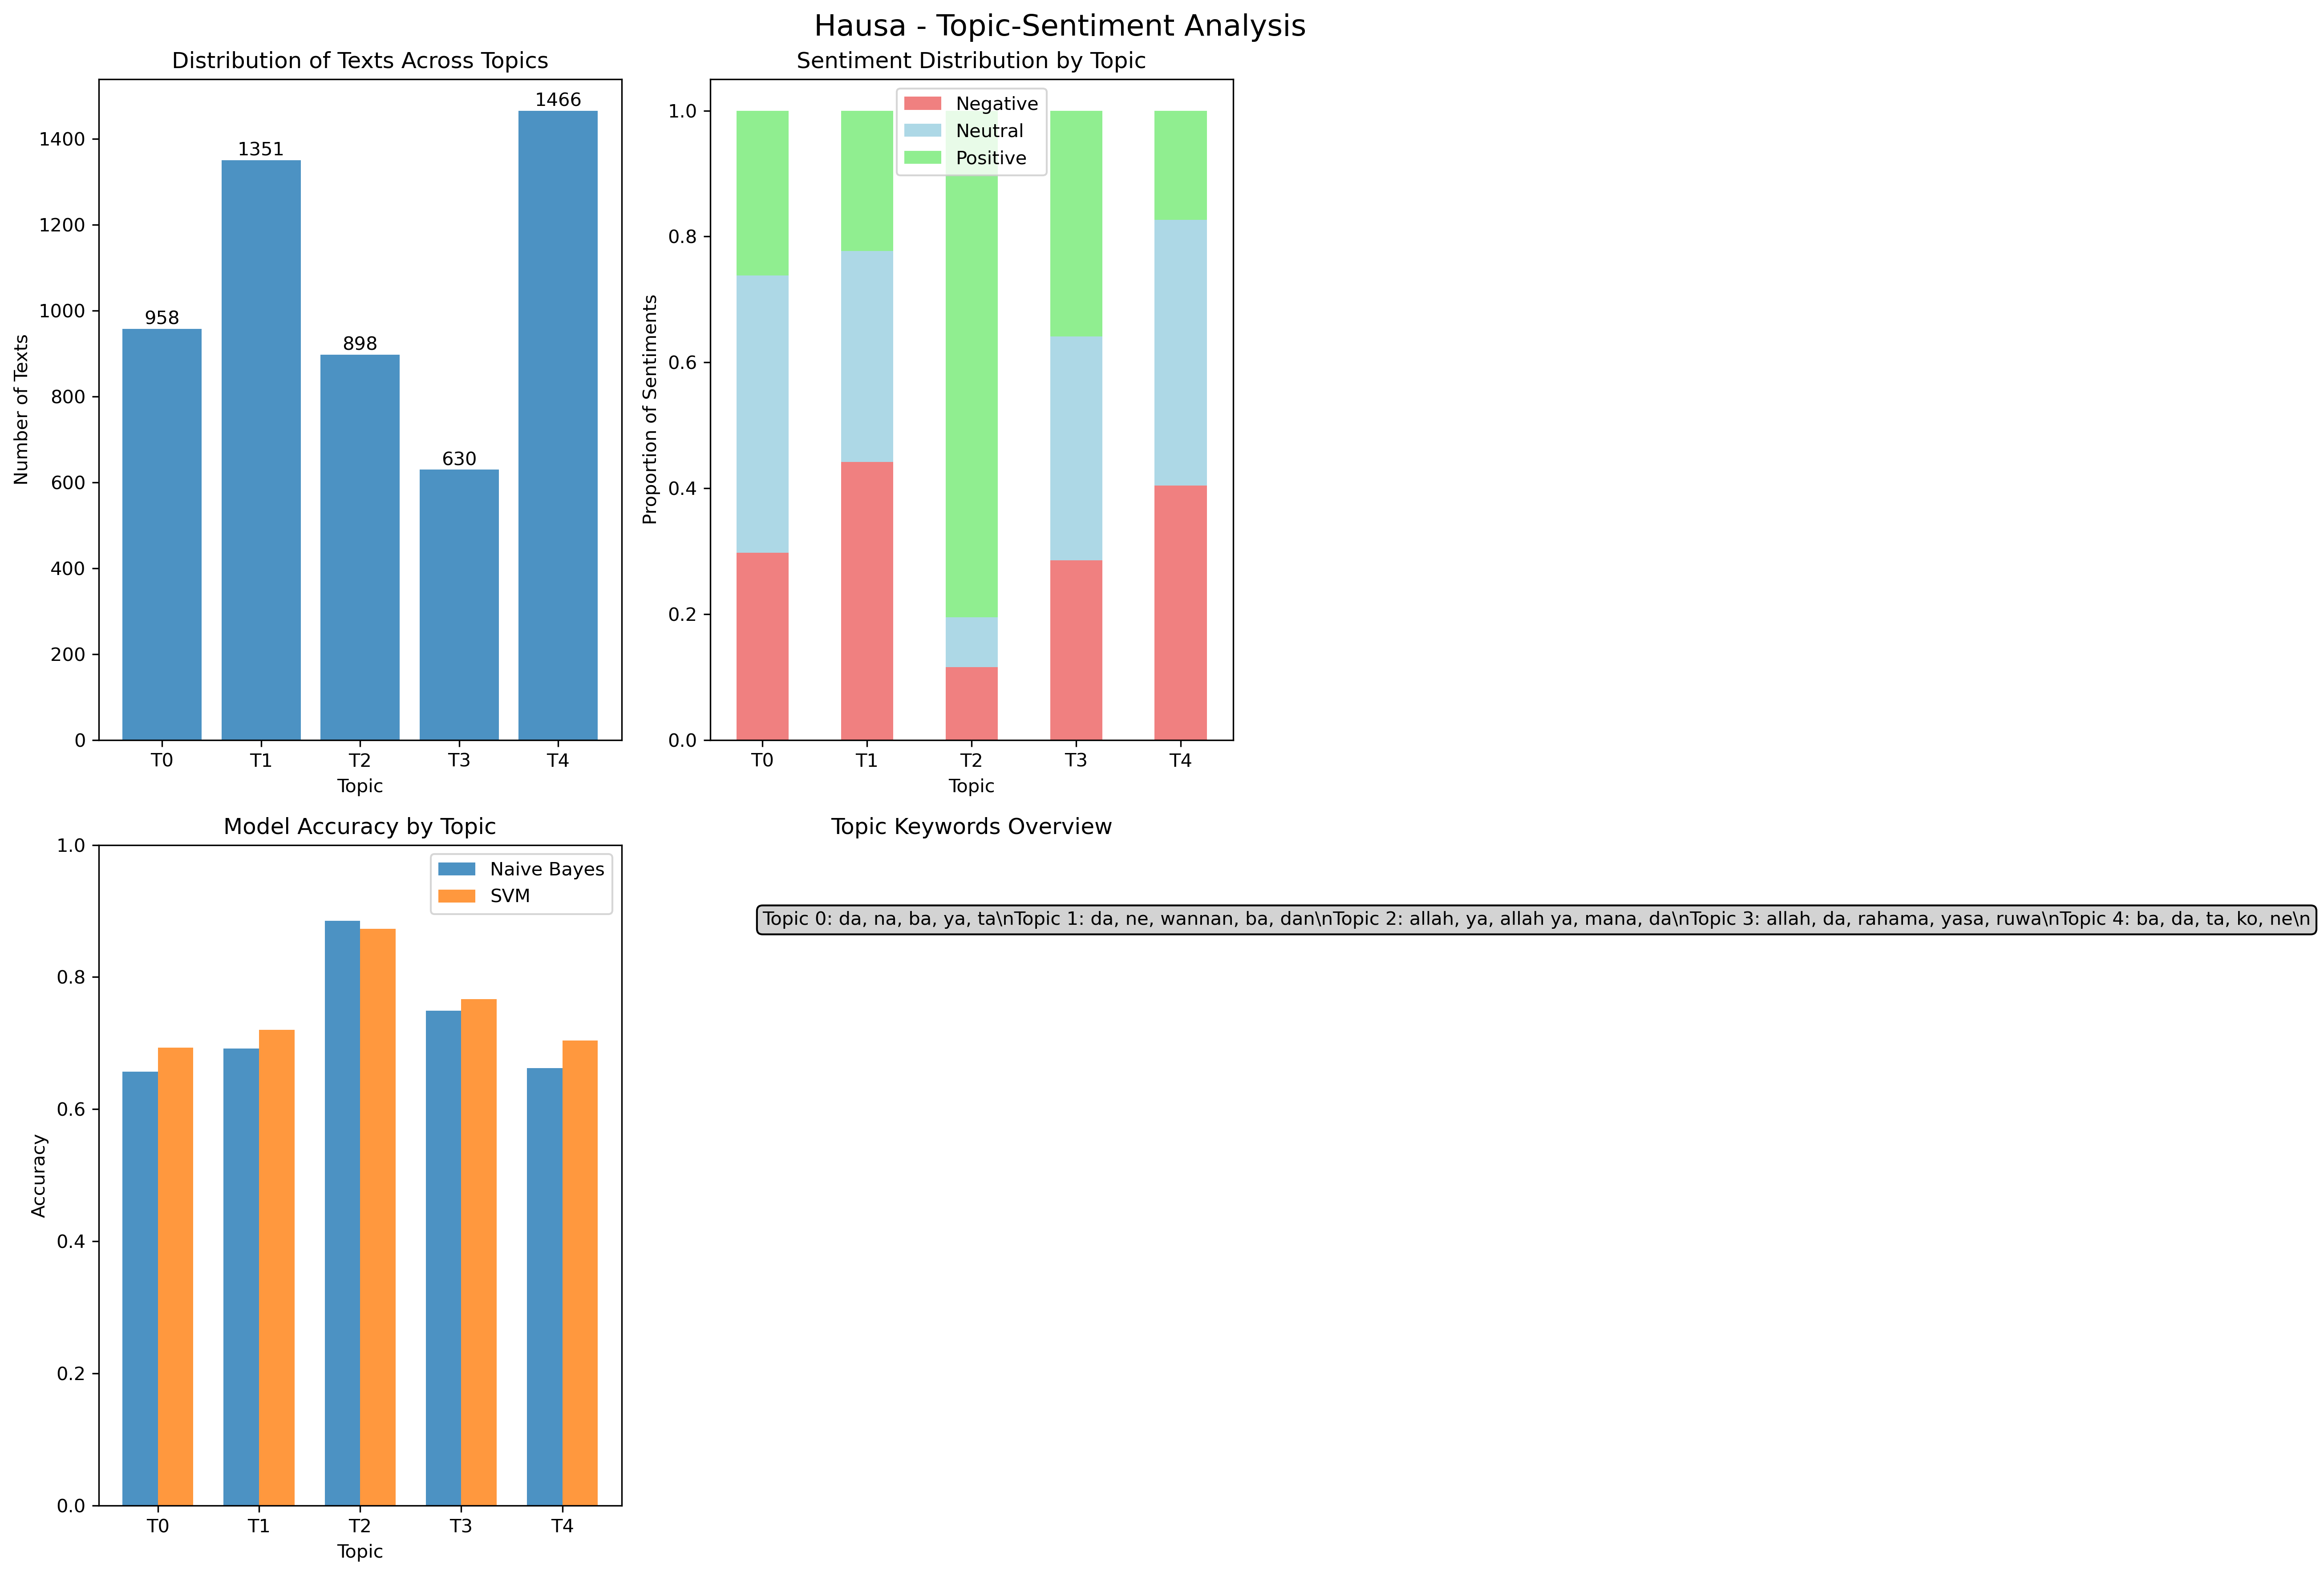 Hausa - Topic-Sentiment Analysis
Distribution of Texts Across Topics
Number of Texts
1400
1200
1000
800
600
400
200
0
958
1351
898
630
1466
T0 T1 T2 T3 T4
Topic
Sentiment Distribution by Topic
Proportion of Sentiments
1.0
0.8
0.6
0.4
0.2
0.0
Negative
Neutral
Positive
T0 T1 T2 T3 T4
Topic
Model Accuracy by Topic
Accuracy
1.0
0.8
0.6
0.4
0.2
0.0
Naive Bayes
SVM
T0 T1 T2 T3 T4
Topic
Topic Keywords Overview
Topic 0: da, na, ba, ya, ta\nTopic 1: da, ne, wannan, ba, dan\nTopic 2: allah, ya, allah ya, mana, da\nTopic 3: allah, da, rahama, yasa, ruwa\nTopic 4: ba, da, ta, ko, ne\n